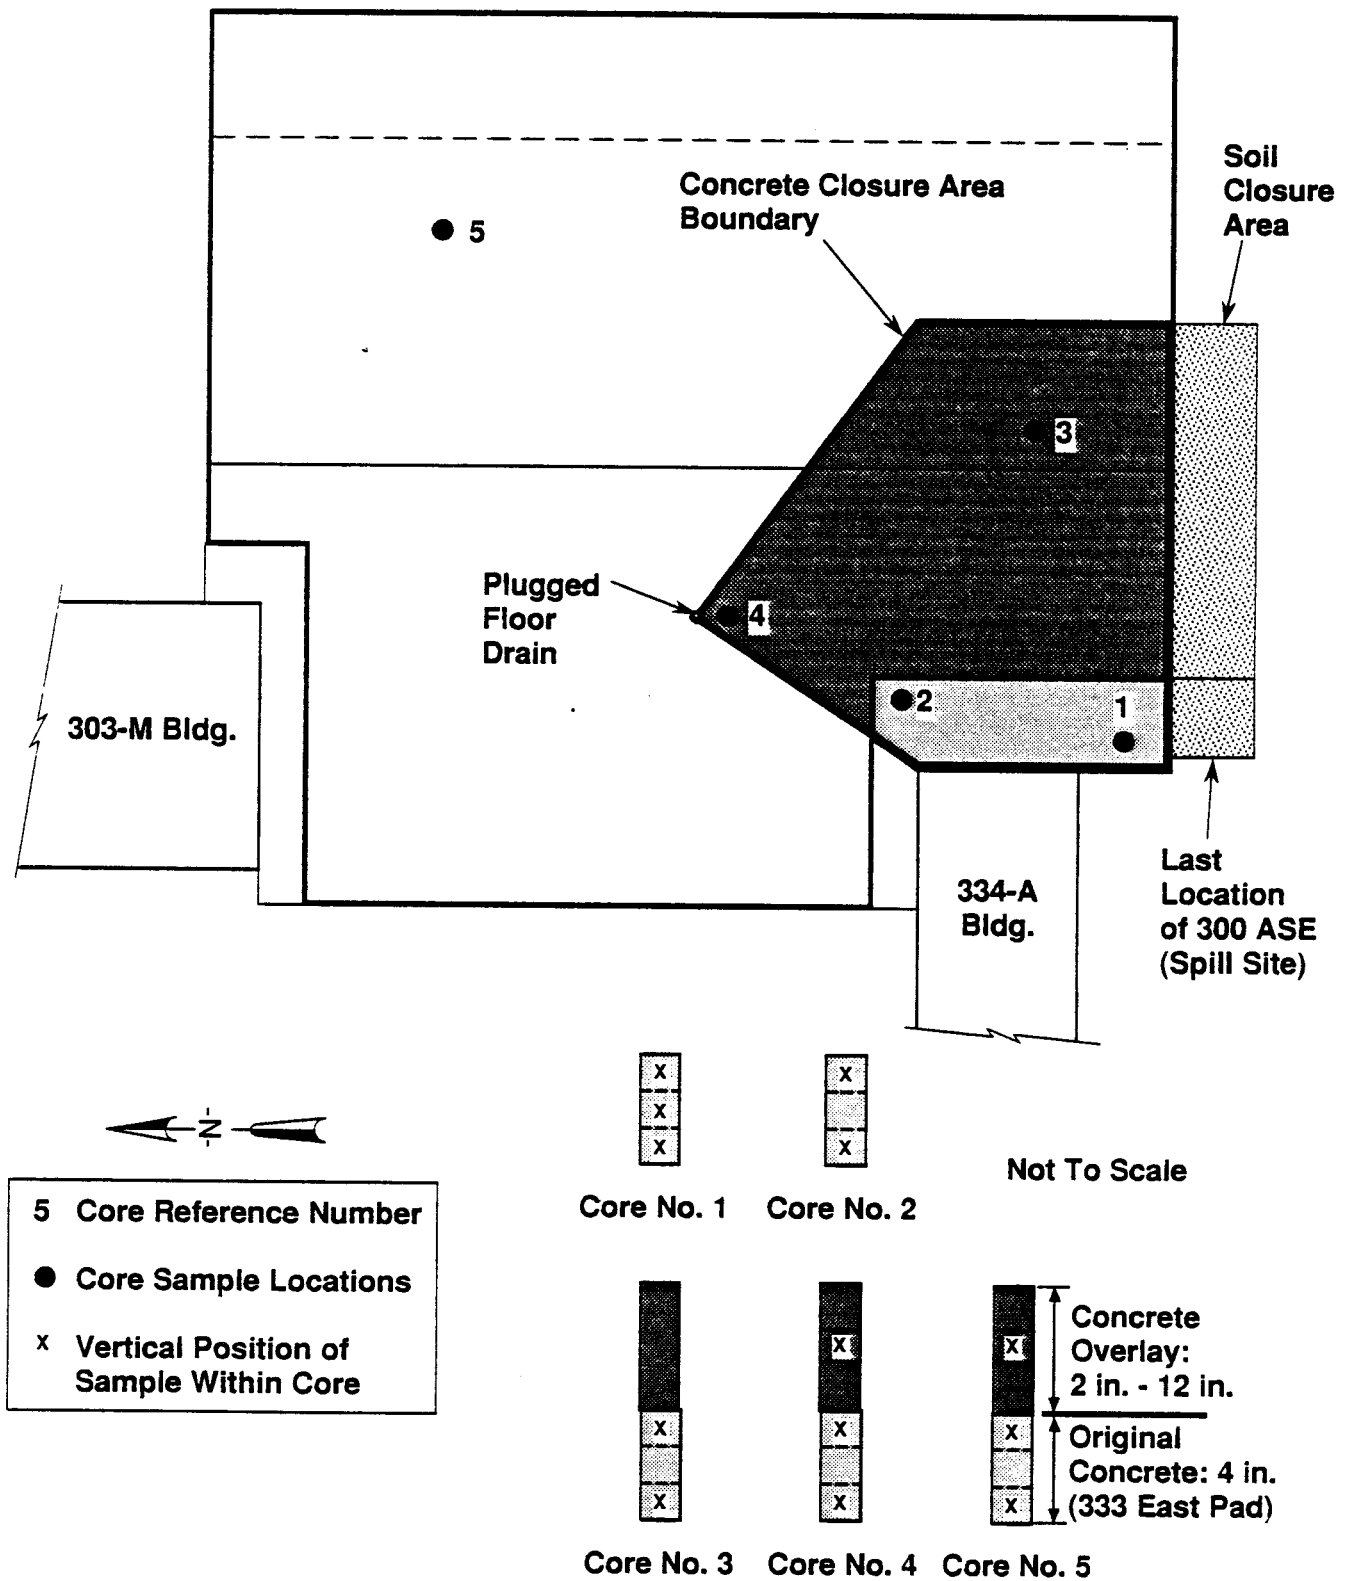 Soil
Closure
Area
Concrete Closure Area
Boundary
5
3
Plugged
Floor
Drain
4
2
1
303-M Bldg.
334-A
Bldg.
Last
Location
of 300 ASE
(Spill Site)
x
x
x
x
x
N
Not To Scale
Core No. 1
Core No. 2
5 Core Reference Number
Core Sample Locations
x Vertical Position of
Sample Within Core
x
x
x
x
x
x
x
x
Concrete
Overlay:
2 in. - 12 in.
Original
Concrete: 4 in.
(333 East Pad)
Core No. 3
Core No. 4
Core No. 5